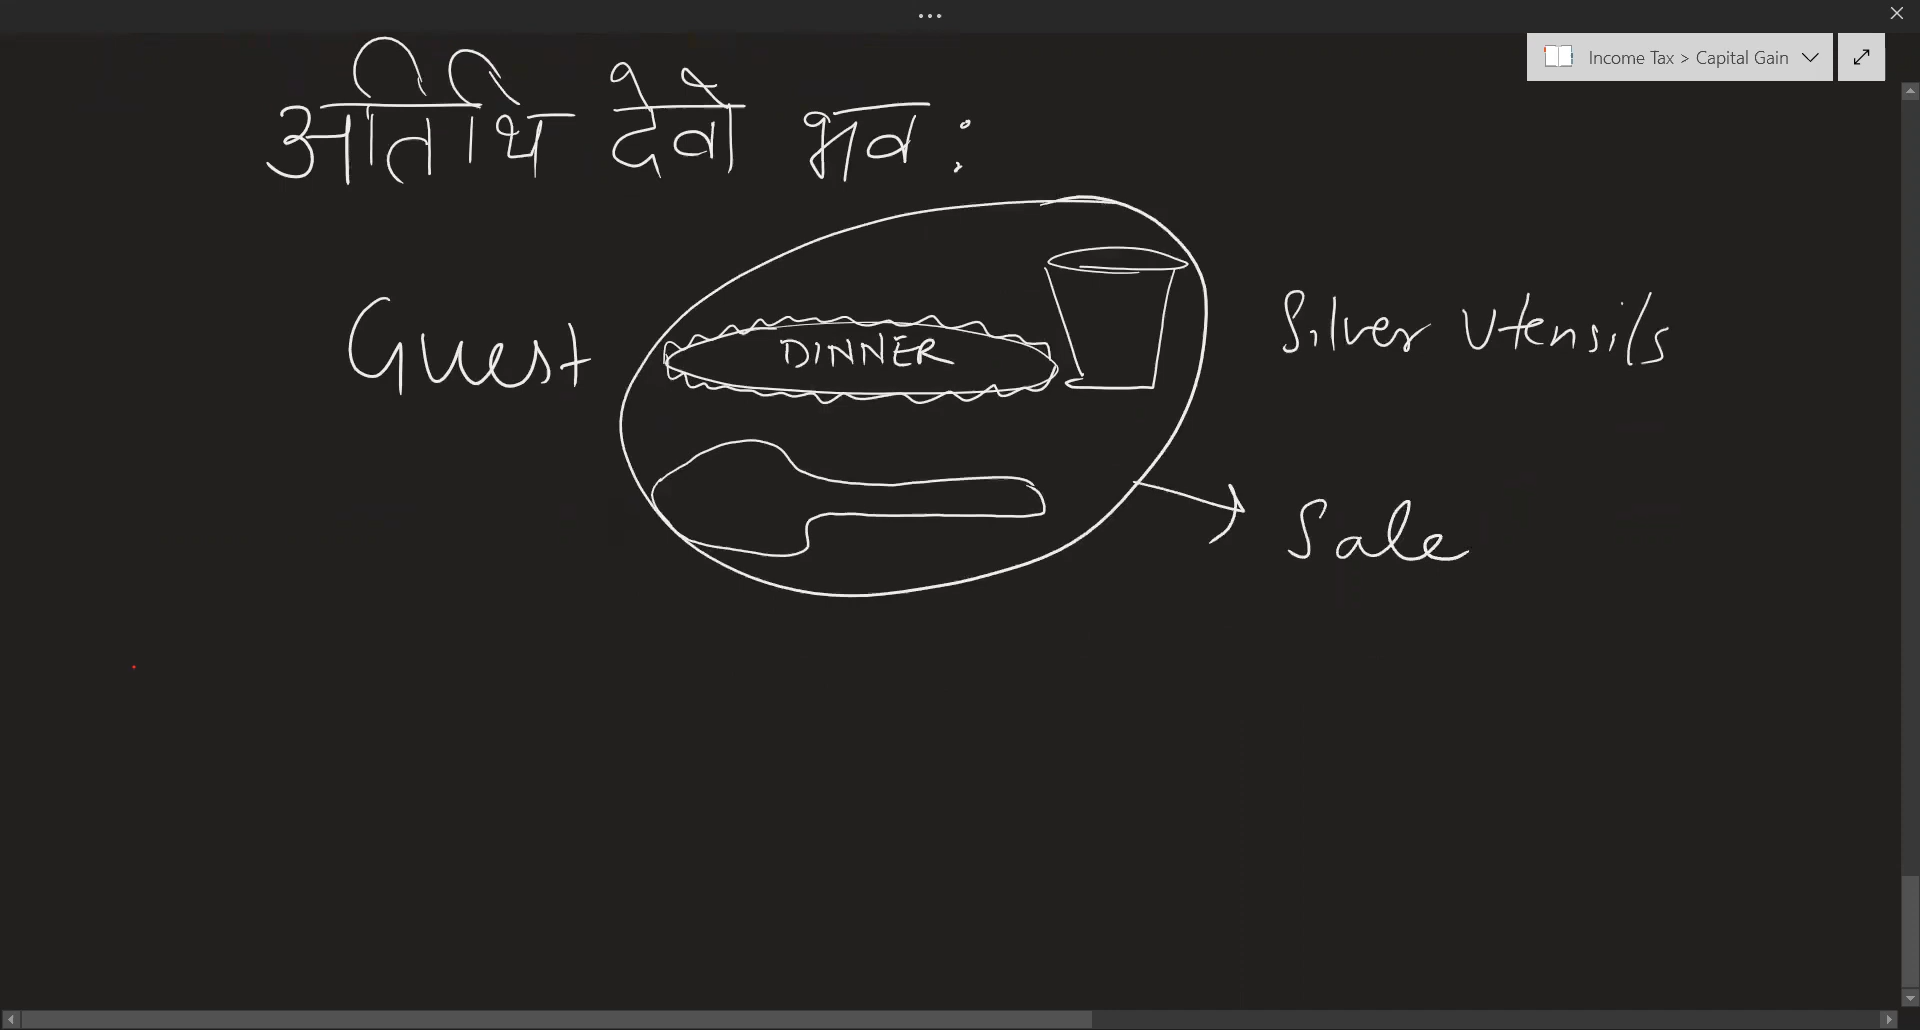 Income Tax > Capital Gain
अतिथि देवो भव:
Guest
DINNER
Silver Utensils
Sale